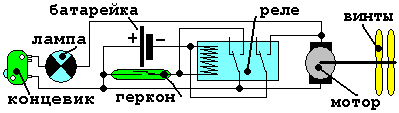 батарейка
реле
винты
лампа
+ –
концевик
геркон
мотор